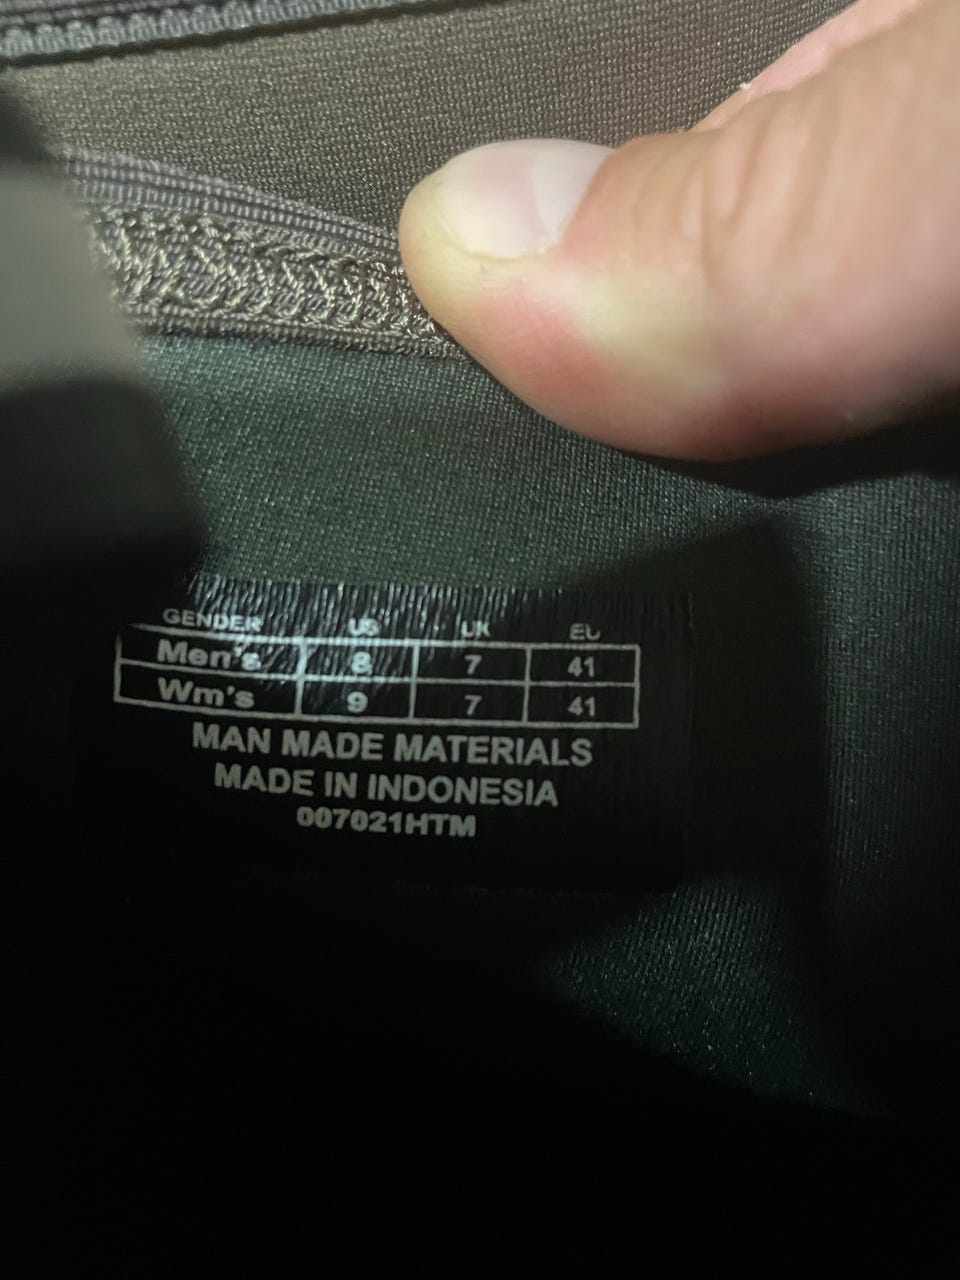 GENDER US UK EU
Men's 8 7 41
Wm's 9 7 41
MAN MADE MATERIALS
MADE IN INDONESIA
007021HTM